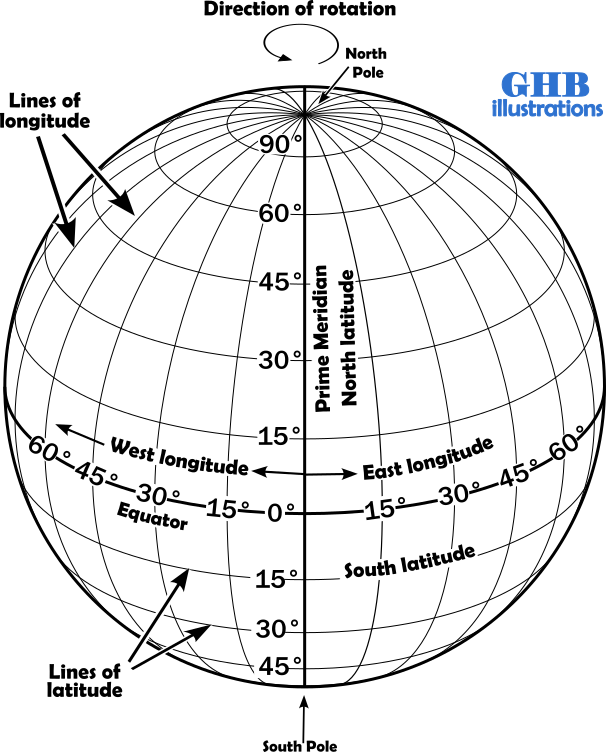 Direction of rotation
North
Pole
GHB
illustrations
Lines of
longitude
90°
60°
45°
30°
15°
Prime Meridian
North latitude
West longitude
East longitude
60° 45° 30° 15° 0° 15° 30° 45° 60°
Equator
South latitude
15°
30°
45°
Lines of
latitude
South Pole